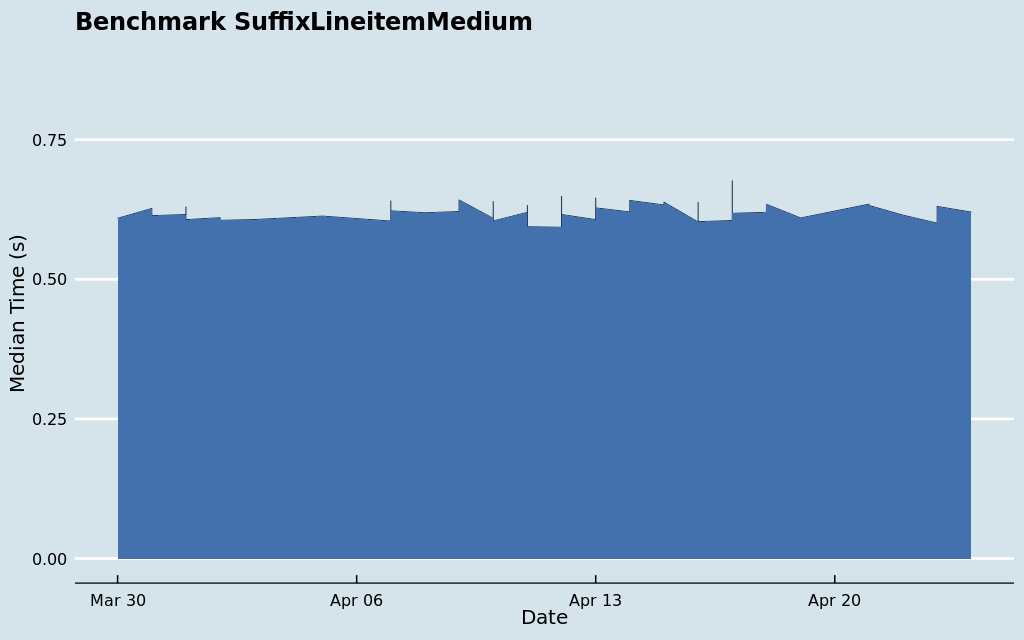 Benchmark SuffixLineitemMedium
Median Time (s)
0.75
0.50
0.25
0.00
Mar 30 Apr 06 Apr 13 Apr 20
Date